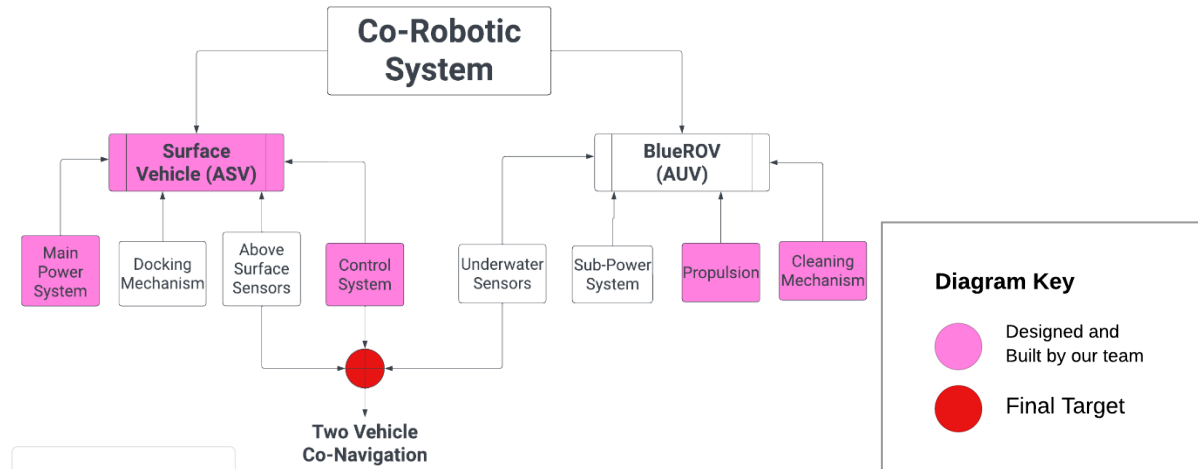 Co-Robotic
System
Surface
Vehicle (ASV)
BlueROV
(AUV)
Main
Power
System
Docking
Mechanism
Above
Surface
Sensors
Control
System
Underwater
Sensors
Sub-Power
System
Propulsion
Cleaning
Mechanism
Two Vehicle
Co-Navigation
Diagram Key
Designed and
Built by our team
Final Target